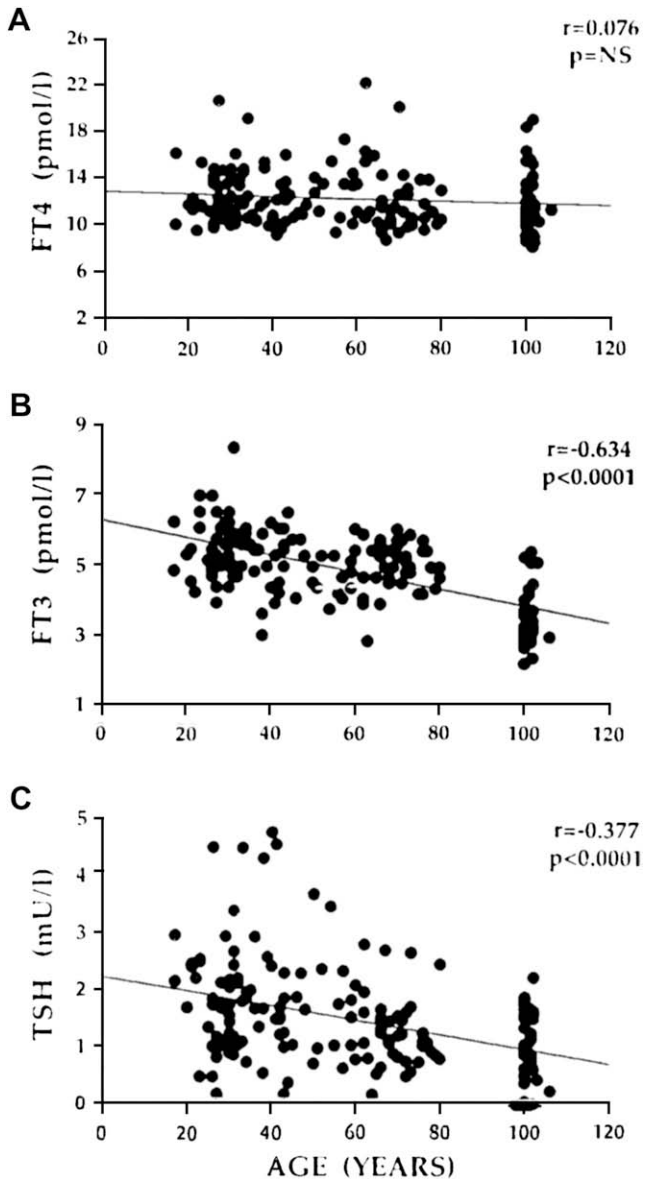 A
r=0.076
p=NS
FT4 (pmol/l)
26
22
18
14
10
6
2
0 20 40 60 80 100 120
B
r=-0.634
p<0.0001
FT3 (pmol/l)
9
7
5
3
1
0 20 40 60 80 100 120
C
r=-0.377
p<0.0001
TSH (mU/l)
5
4
3
2
1
0
0 20 40 60 80 100 120
AGE (YEARS)